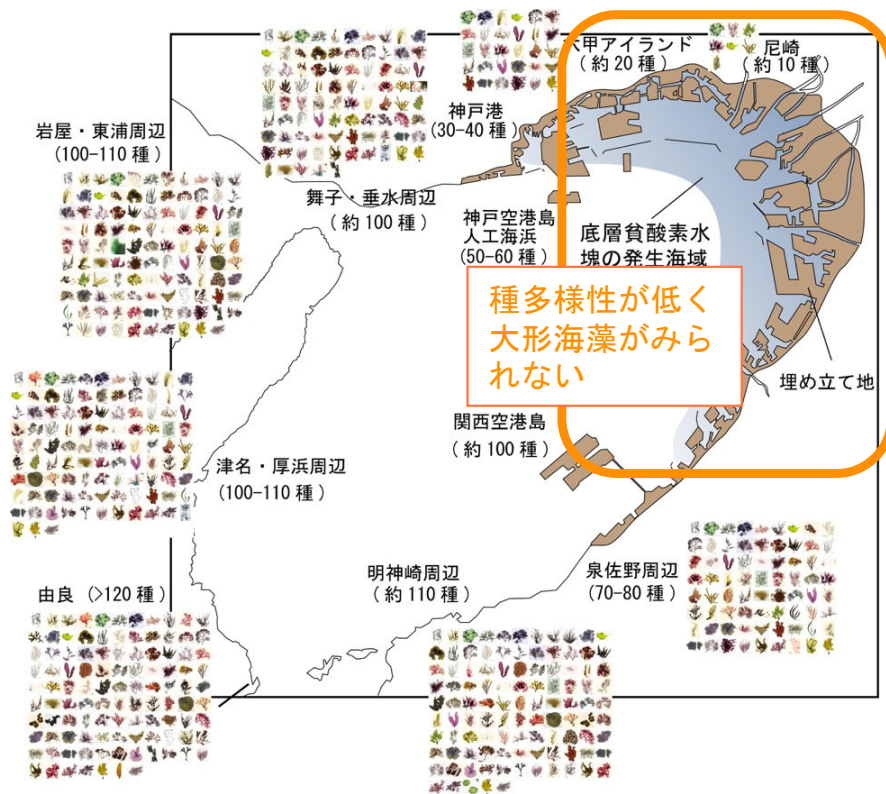 六甲アイランド
(約 20 種)
尼崎
(約 10 種)
神戸港
(30-40 種)
岩屋・東浦周辺
(100-110 種)
舞子・垂水周辺
(約 100 種)
神戸空港島
人工海浜
(50-60 種)
底層貧酸素水
塊の発生海域
種多様性が低く
大形海藻がみら
れない
埋め立て地
関西空港島
(約 100 種)
津名・厚浜周辺
(100-110 種)
泉佐野周辺
(70-80 種)
明神崎周辺
(約 110 種)
由良 (>120 種)